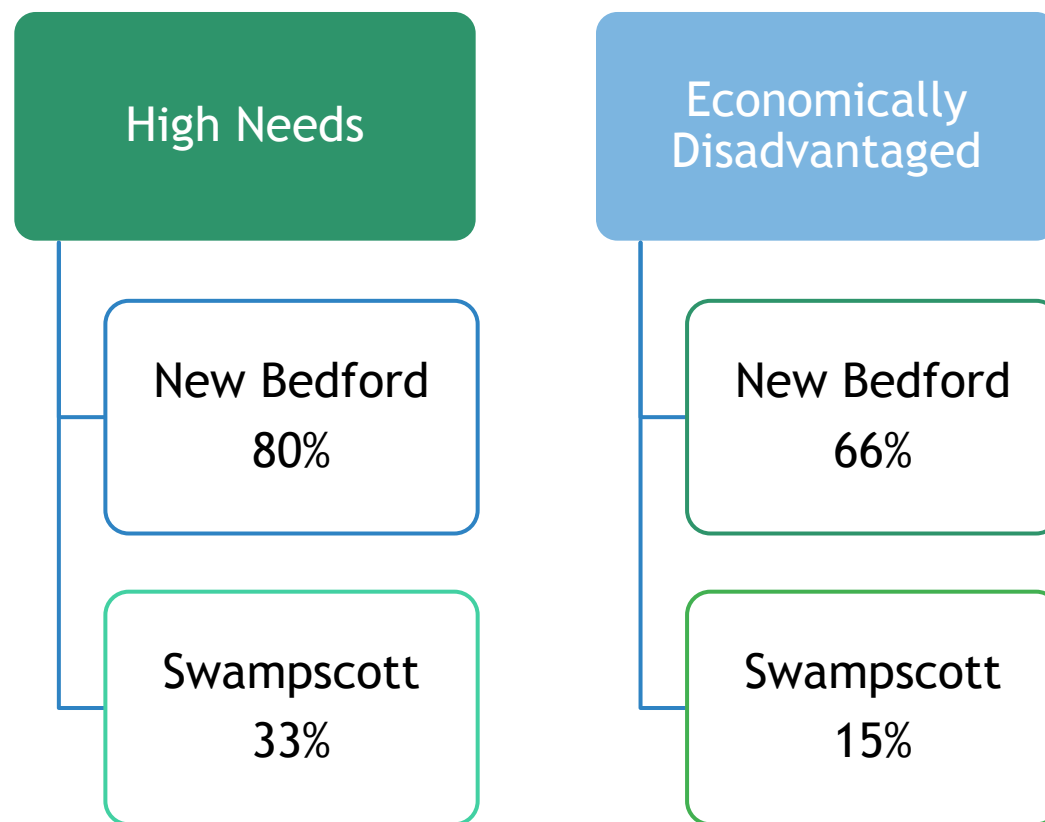 High Needs
New Bedford
80%
Swampscott
33%
Economically
Disadvantaged
New Bedford
66%
Swampscott
15%